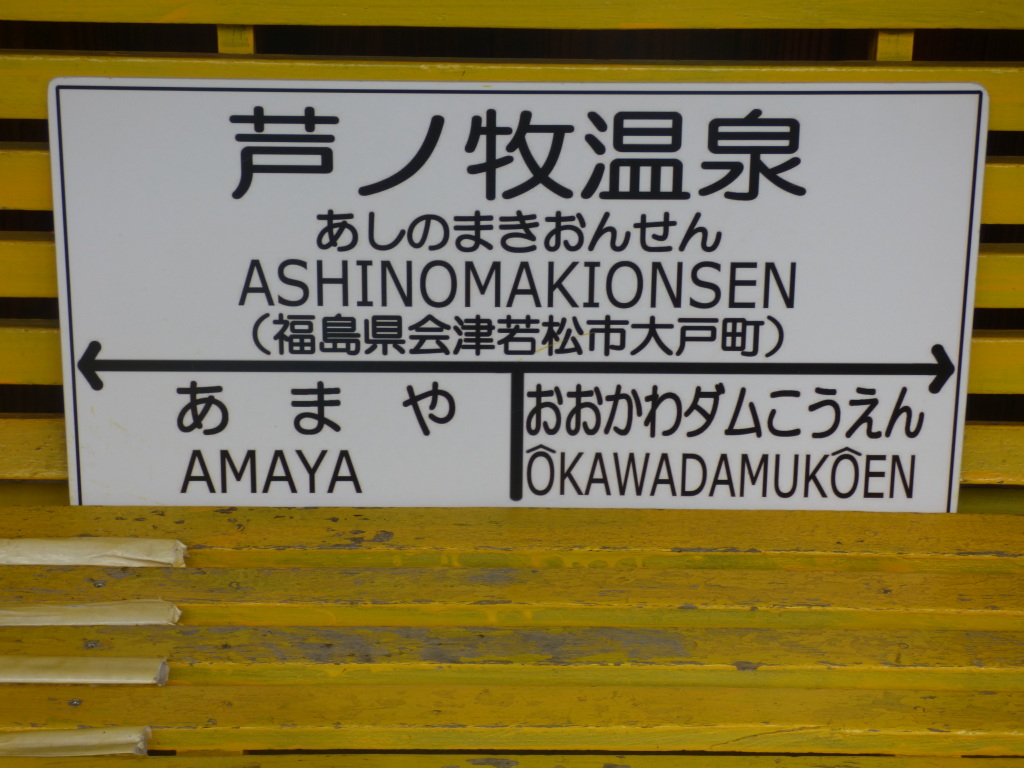 芦ノ牧温泉
あしのまきおんせん
ASHINOMAKIONSEN
（福島県会津若松市大戸町）
あまや
AMAYA
おおかわダムこうえん
ÔKAWADAMUKÔEN